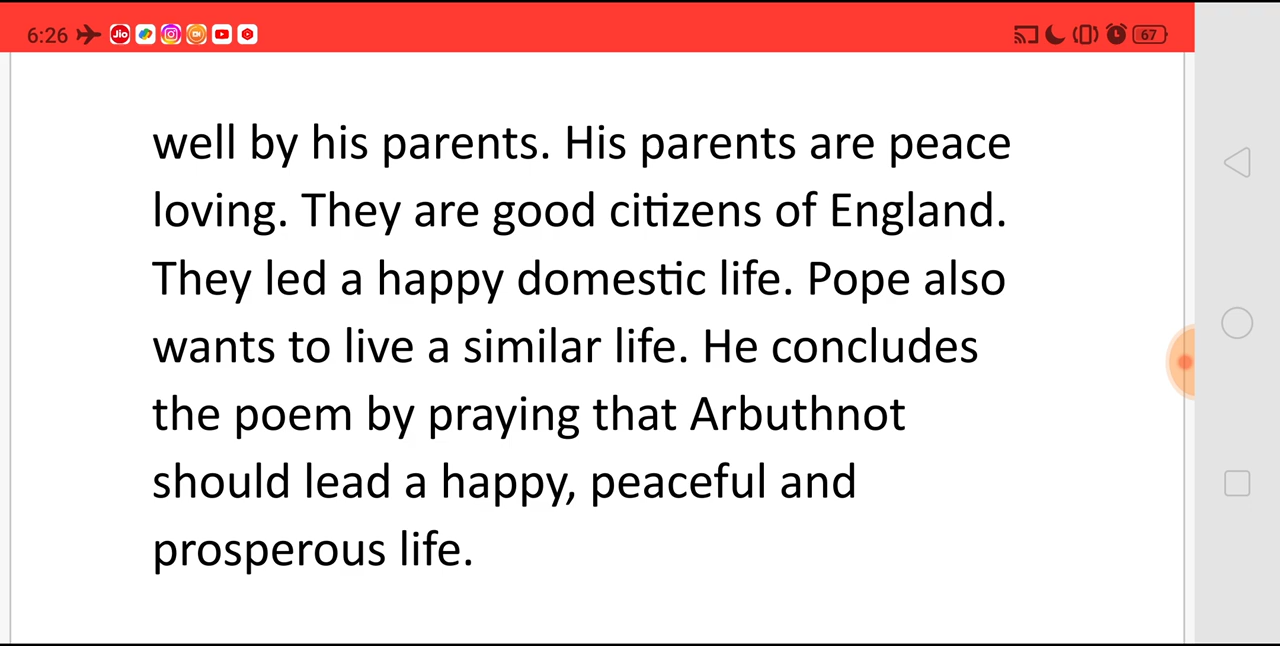 6:26 Jio 67
well by his parents. His parents are peace
loving. They are good citizens of England.
They led a happy domestic life. Pope also
wants to live a similar life. He concludes
the poem by praying that Arbuthnot
should lead a happy, peaceful and
prosperous life.